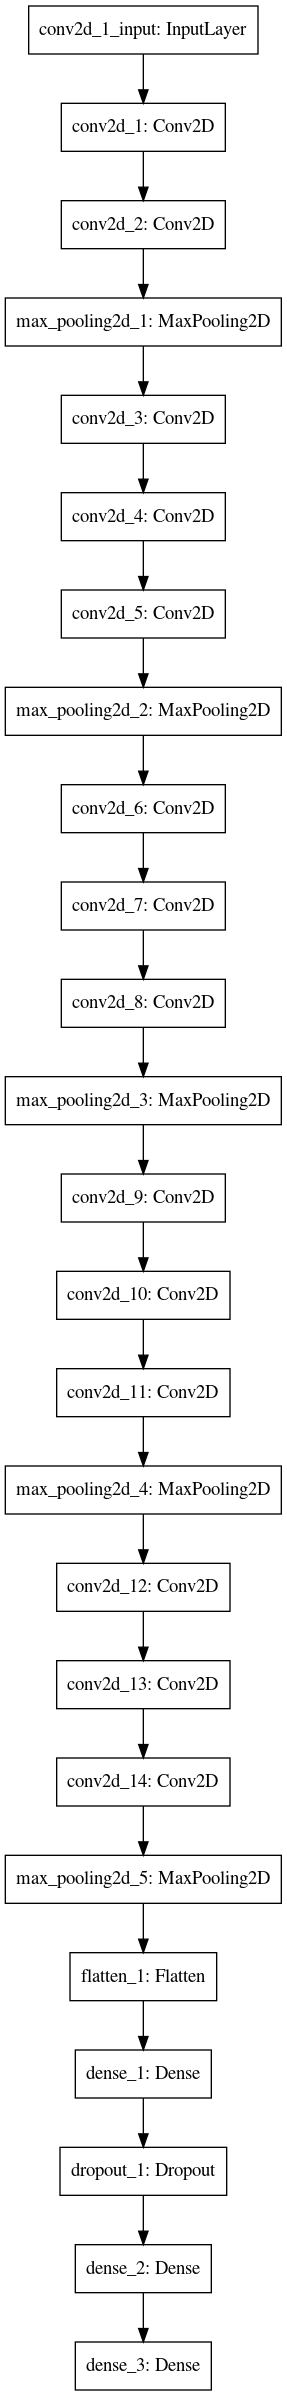 conv2d_1_input: InputLayer
conv2d_1: Conv2D
conv2d_2: Conv2D
max_pooling2d_1: MaxPooling2D
conv2d_3: Conv2D
conv2d_4: Conv2D
conv2d_5: Conv2D
max_pooling2d_2: MaxPooling2D
conv2d_6: Conv2D
conv2d_7: Conv2D
conv2d_8: Conv2D
max_pooling2d_3: MaxPooling2D
conv2d_9: Conv2D
conv2d_10: Conv2D
conv2d_11: Conv2D
max_pooling2d_4: MaxPooling2D
conv2d_12: Conv2D
conv2d_13: Conv2D
conv2d_14: Conv2D
max_pooling2d_5: MaxPooling2D
flatten_1: Flatten
dense_1: Dense
dropout_1: Dropout
dense_2: Dense
dense_3: Dense